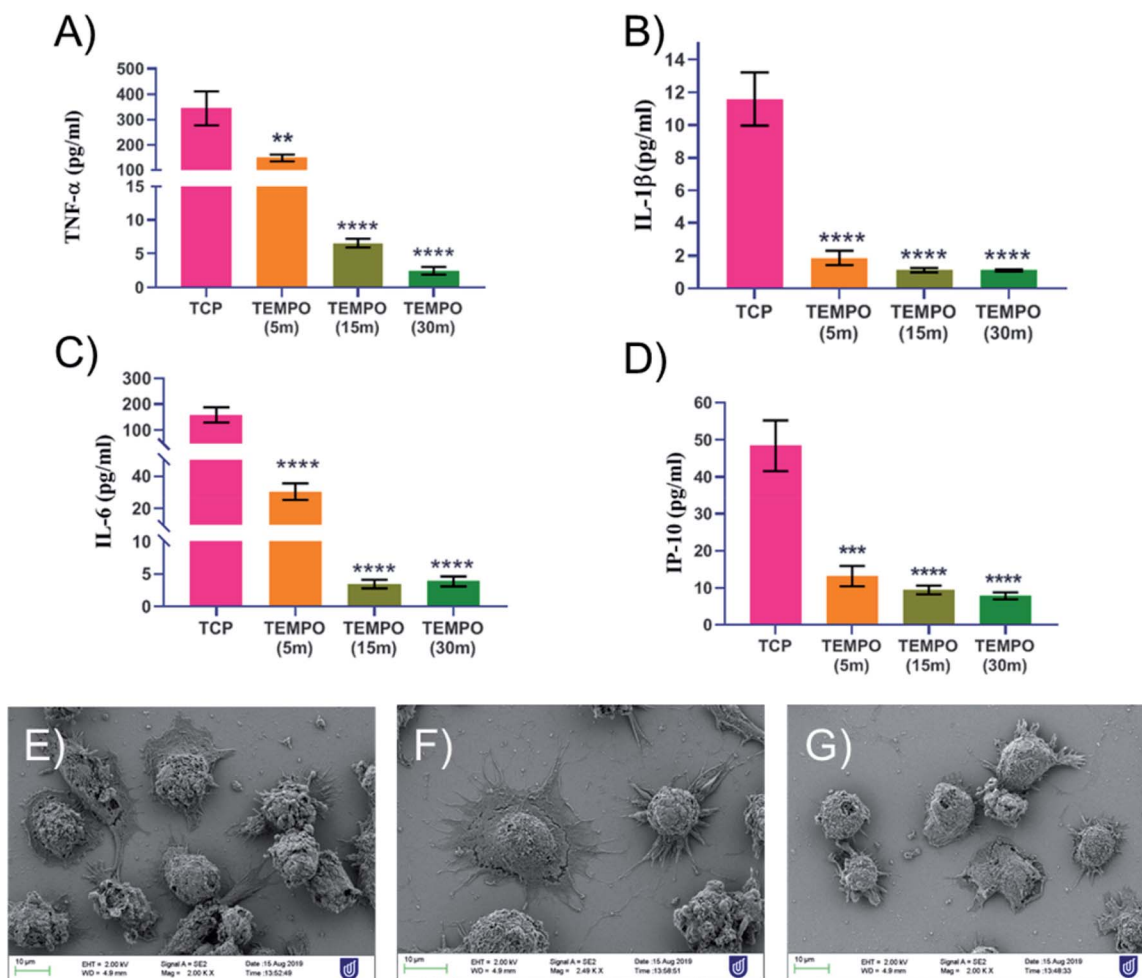 A)
TNF-α (pg/ml)
500
400
300
200
100
15
10
5
0
**
****
****
TCP
TEMPO
(5m)
TEMPO
(15m)
TEMPO
(30m)
B)
IL-1β (pg/ml)
14
12
10
8
6
4
2
0
****
****
****
TCP
TEMPO
(5m)
TEMPO
(15m)
TEMPO
(30m)
C)
IL-6 (pg/ml)
300
200
100
40
20
10
5
0
****
****
****
TCP
TEMPO
(5m)
TEMPO
(15m)
TEMPO
(30m)
D)
IP-10 (pg/ml)
60
50
40
30
20
10
0
***
****
****
TCP
TEMPO
(5m)
TEMPO
(15m)
TEMPO
(30m)
E)
10 µm
EHT = 2.00 kV
WD = 4.9 mm
Signal A = SE2
Mag = 2.00 K X
Date :15 Aug 2019
Time :13:52:49
F)
10 µm
EHT = 2.00 kV
WD = 4.9 mm
Signal A = SE2
Mag = 2.49 K X
Date :15 Aug 2019
Time :13:58:51
G)
10 µm
EHT = 2.00 kV
WD = 4.9 mm
Signal A = SE2
Mag = 2.00 K X
Date :15 Aug 2019
Time :13:48:33